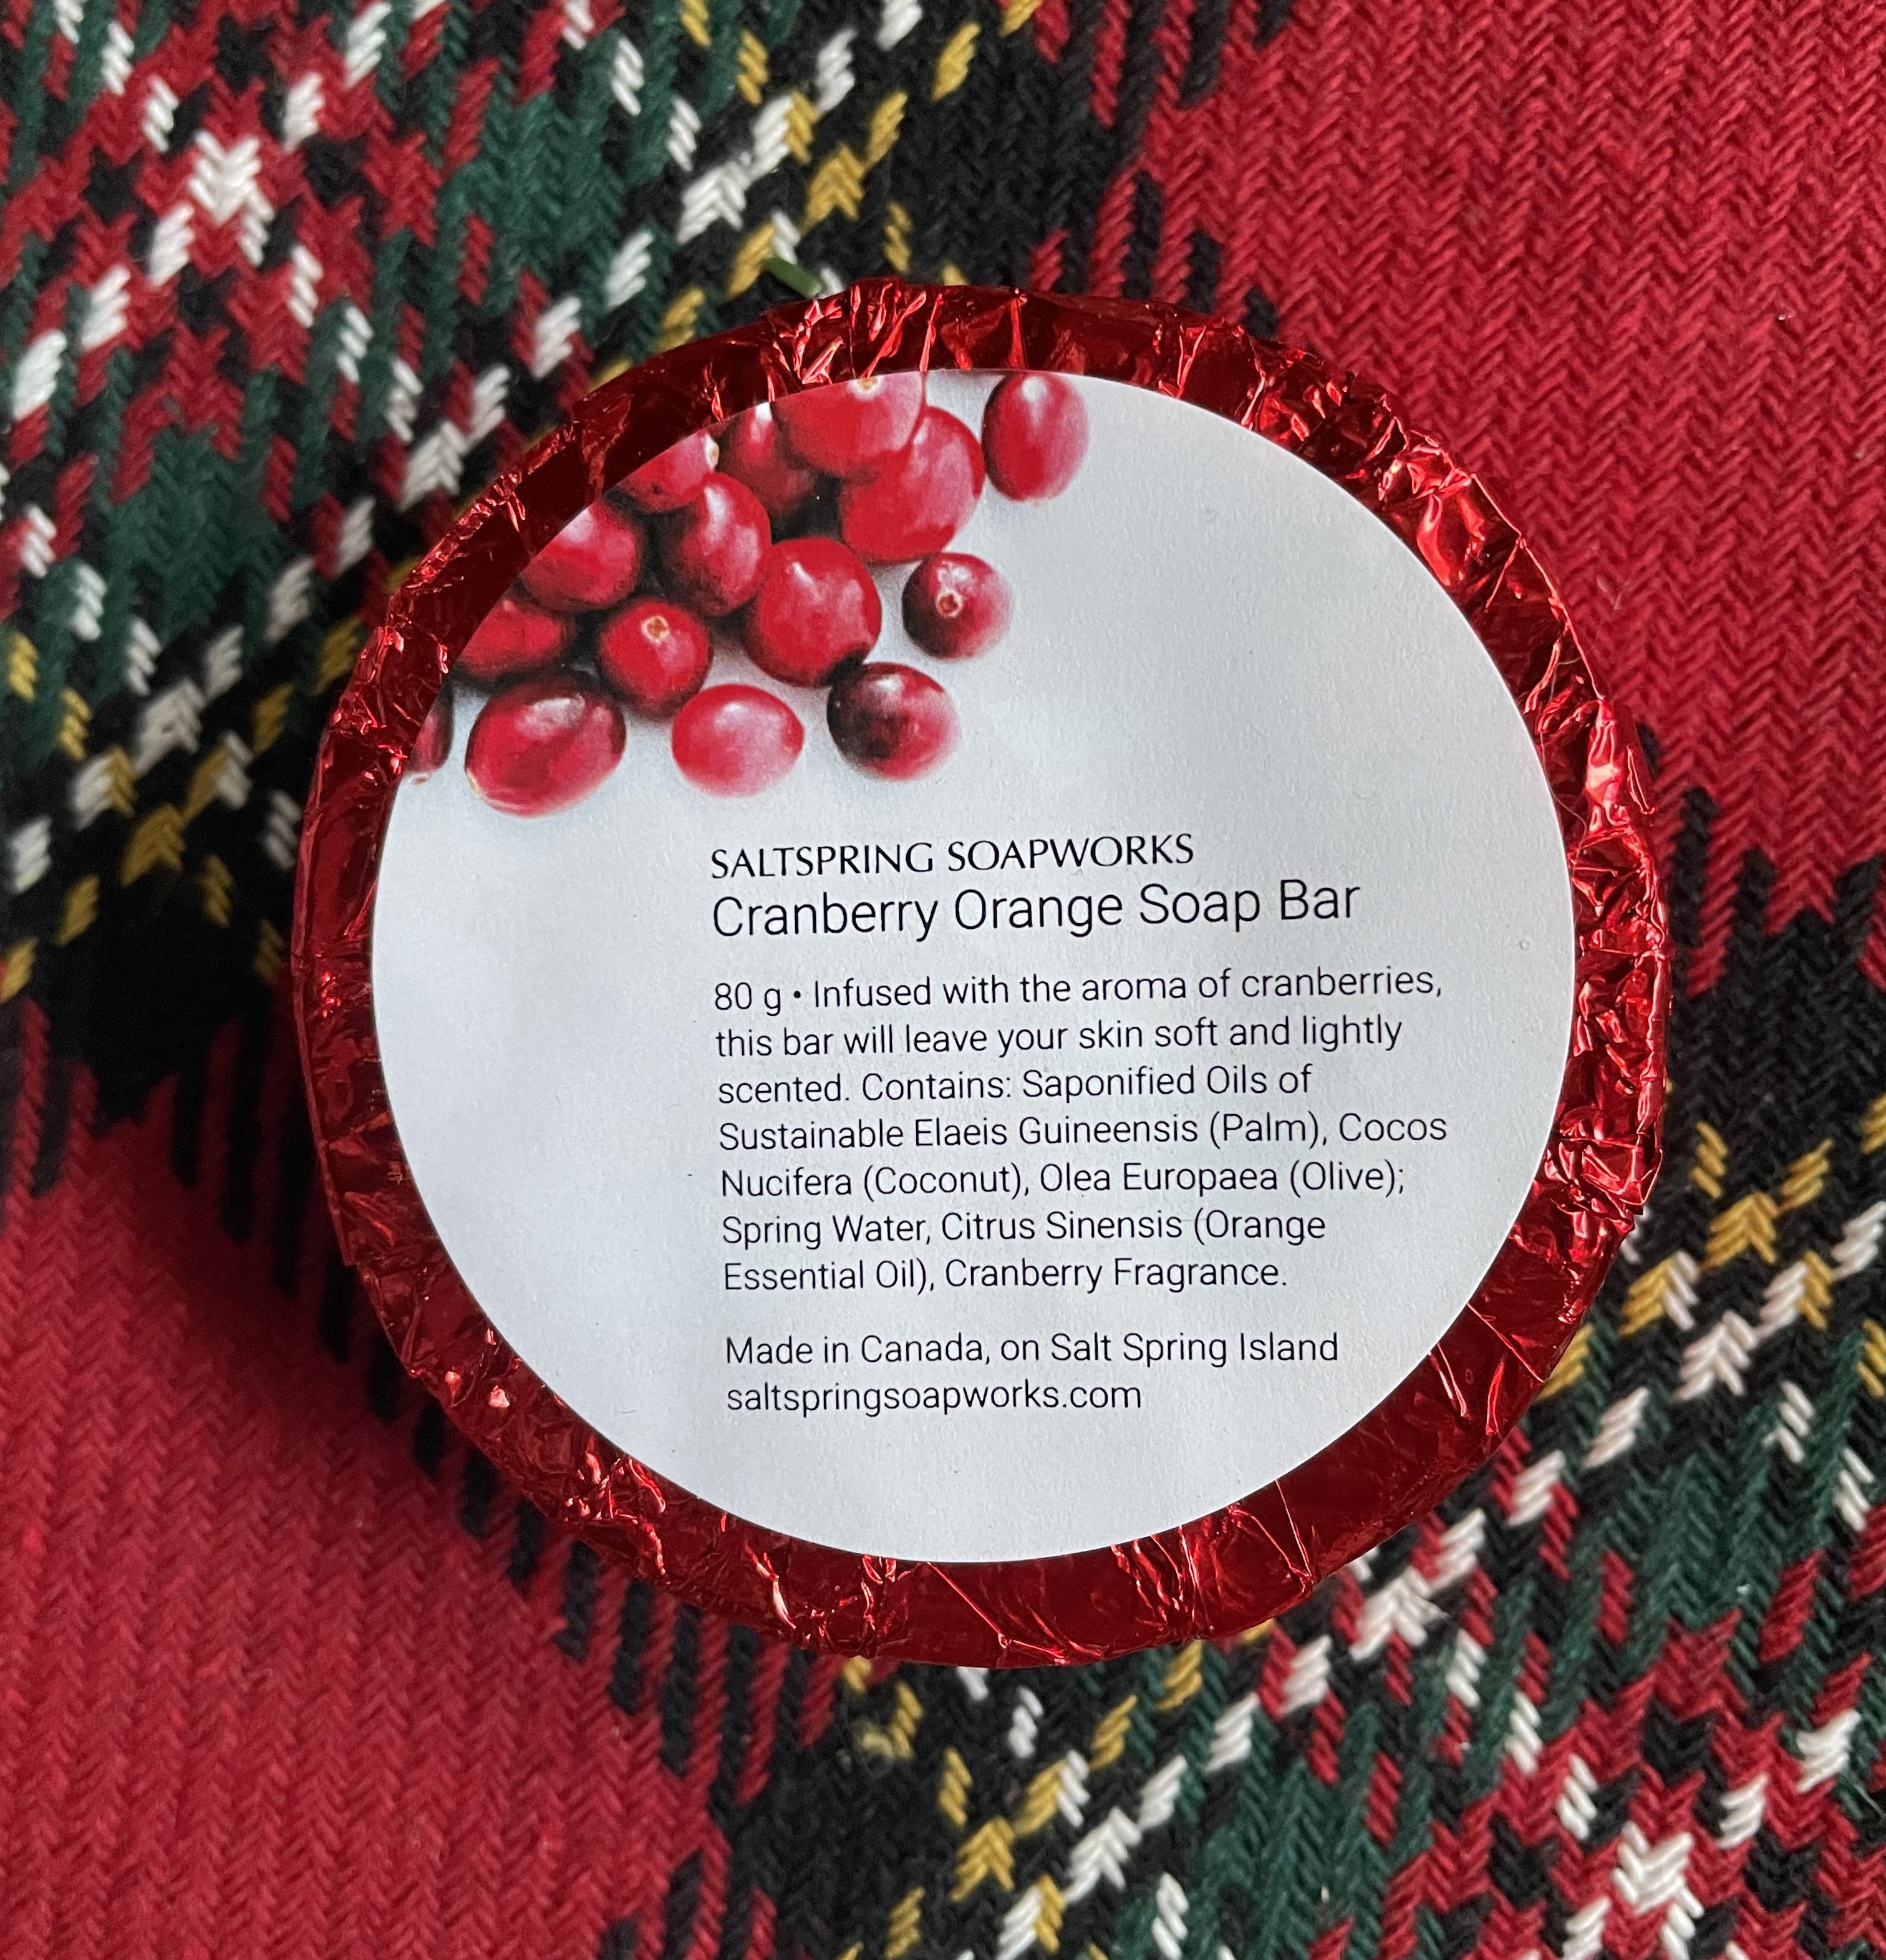 SALTSPRING SOAPWORKS
Cranberry Orange Soap Bar
80 g • Infused with the aroma of cranberries,
this bar will leave your skin soft and lightly
scented. Contains: Saponified Oils of
Sustainable Elaeis Guineensis (Palm), Cocos
Nucifera (Coconut), Olea Europaea (Olive);
Spring Water, Citrus Sinensis (Orange
Essential Oil), Cranberry Fragrance.
Made in Canada, on Salt Spring Island
saltspringsoapworks.com